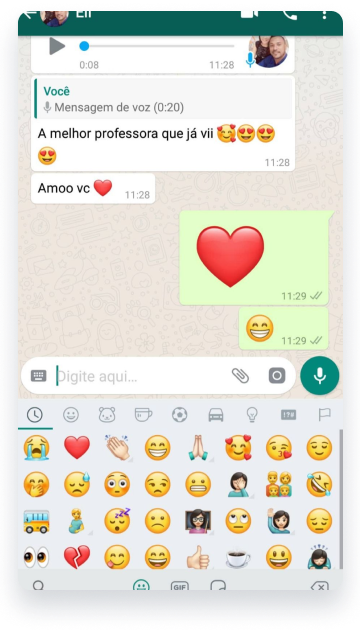 Eli
0:08
11:28
Você
Mensagem de voz (0:20)
A melhor professora que já vii 🥰😍😍
😍
11:28
Amoo vc ❤️
11:28
11:29
11:29
Digite aqui...
1?#
GIF